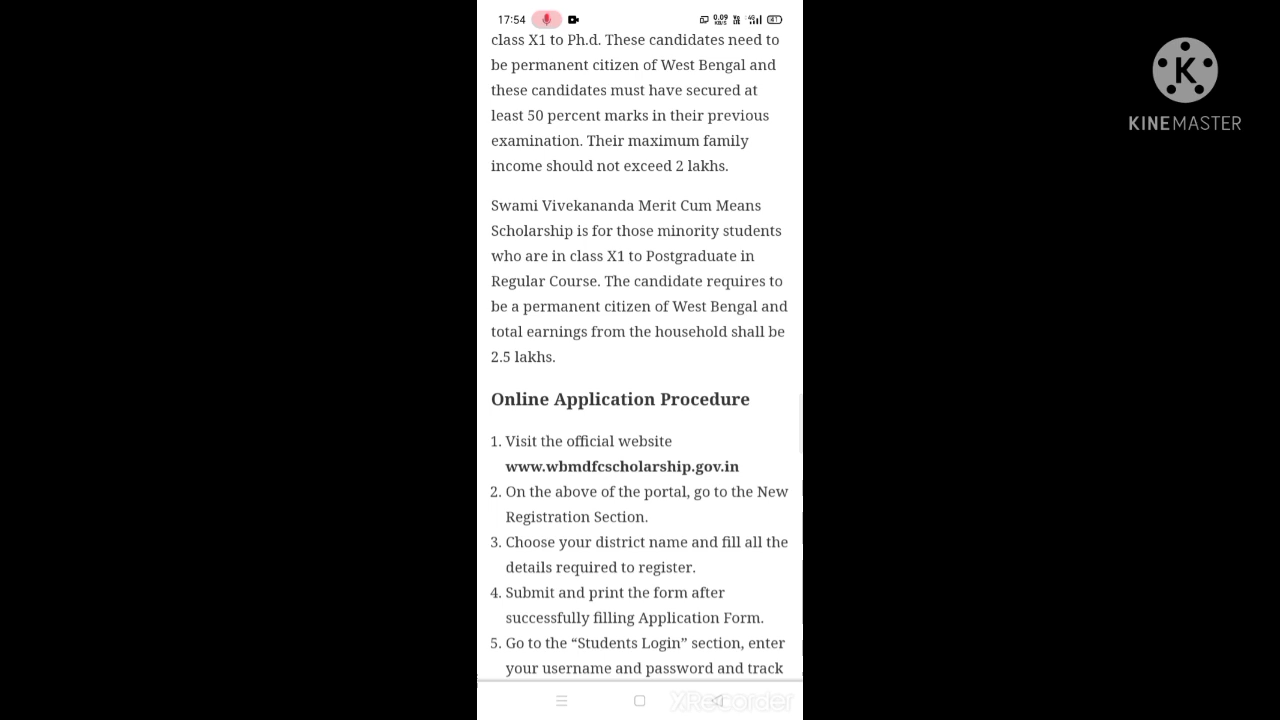 17:54
0.09
KB/S
Vo
LTE
4G
41
class X1 to Ph.d. These candidates need to
be permanent citizen of West Bengal and
these candidates must have secured at
least 50 percent marks in their previous
examination. Their maximum family
income should not exceed 2 lakhs.
Swami Vivekananda Merit Cum Means
Scholarship is for those minority students
who are in class X1 to Postgraduate in
Regular Course. The candidate requires to
be a permanent citizen of West Bengal and
total earnings from the household shall be
2.5 lakhs.
Online Application Procedure
1. Visit the official website
www.wbmdfcscholarship.gov.in
2. On the above of the portal, go to the New
Registration Section.
3. Choose your district name and fill all the
details required to register.
4. Submit and print the form after
successfully filling Application Form.
5. Go to the “Students Login” section, enter
your username and password and track
XRecorder
K
KINEMASTER